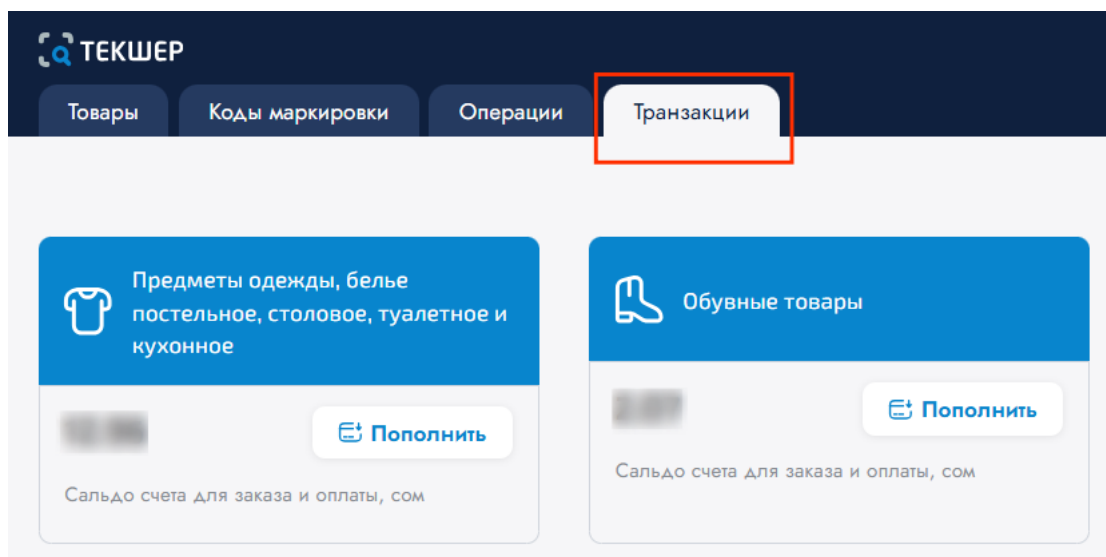 ТЕКШЕР
Товары
Коды маркировки
Операции
Транзакции
Предметы одежды, белье
постельное, столовое, туалетное и
кухонное
Обувные товары
Пополнить
Сальдо счета для заказа и оплаты, сом
Пополнить
Сальдо счета для заказа и оплаты, сом